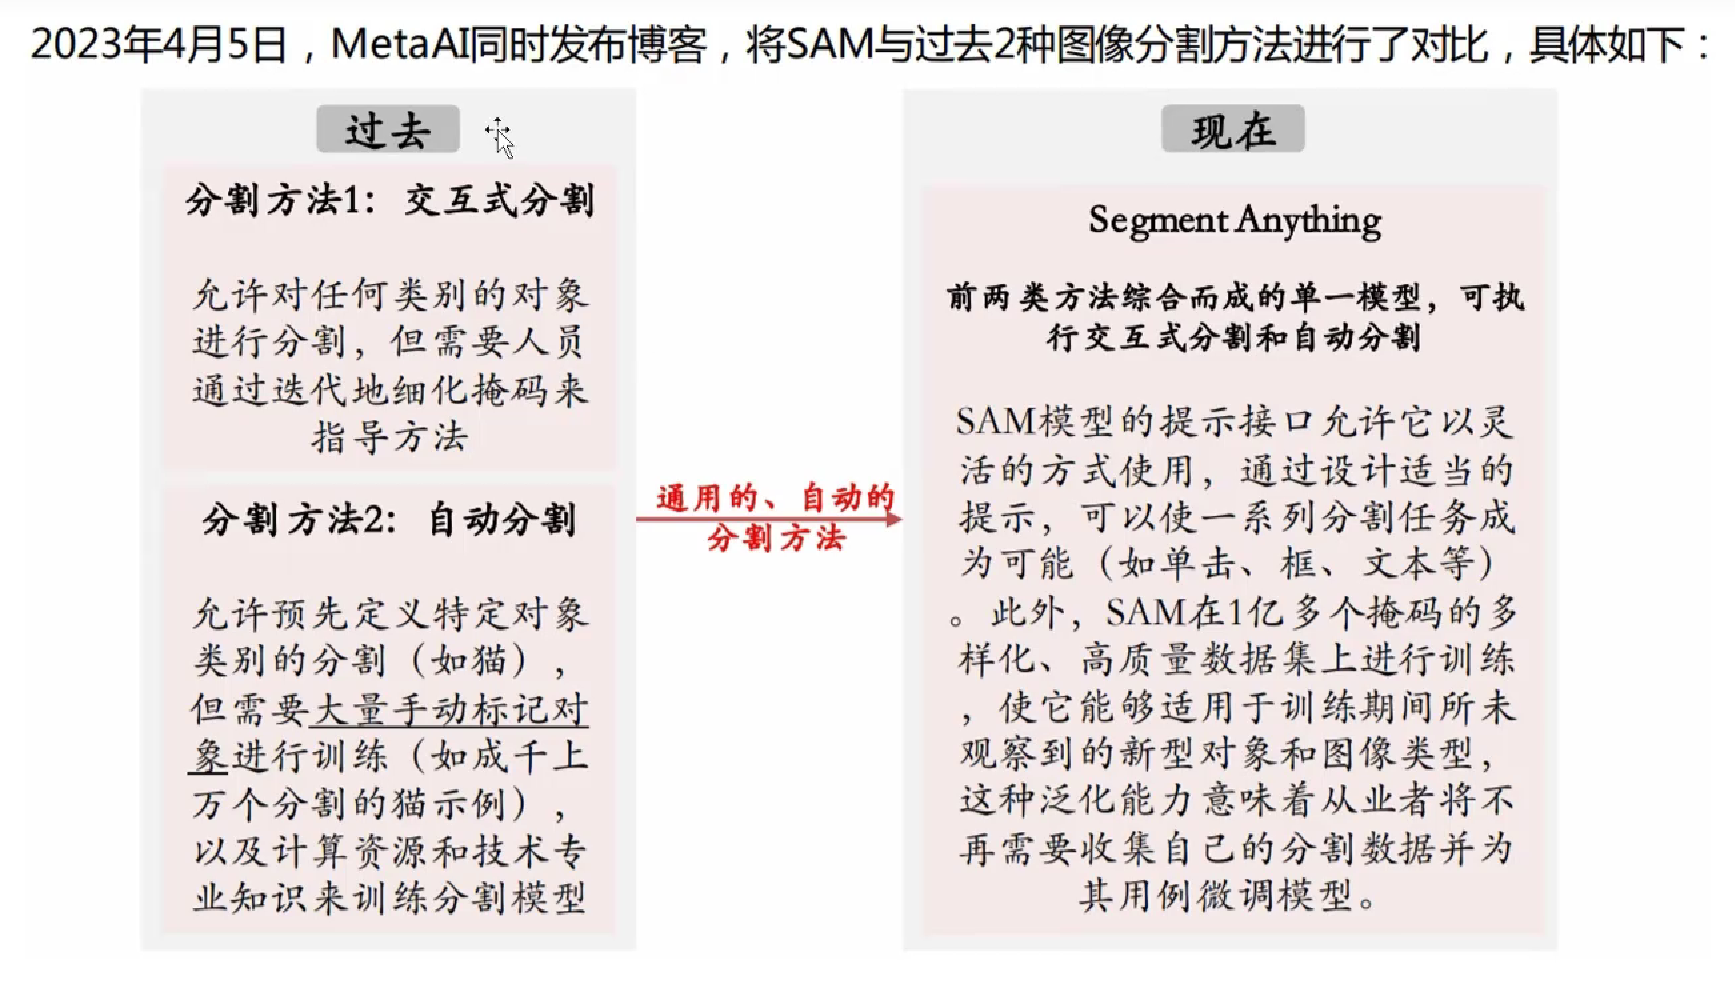 2023年4月5日，MetaAI同时发布博客，将SAM与过去2种图像分割方法进行了对比，具体如下：
过去
分割方法1：交互式分割
允许对任何类别的对象
进行分割，但需要人员
通过迭代地细化掩码来
指导方法
分割方法2：自动分割
允许预先定义特定对象
类别的分割（如猫），
但需要大量手动标记对
象进行训练（如成千上
万个分割的猫示例），
以及计算资源和技术专
业知识来训练分割模型
通用的、自动的
分割方法
现在
Segment Anything
前两类方法综合而成的单一模型，可执
行交互式分割和自动分割
SAM模型的提示接口允许它以灵
活的方式使用，通过设计适当的
提示，可以使一系列分割任务成
为可能（如单击、框、文本等）
。此外，SAM在1亿多个掩码的多
样化、高质量数据集上进行训练
，使它能够适用于训练期间所未
观察到的新型对象和图像类型，
这种泛化能力意味着从业者将不
再需要收集自己的分割数据并为
其用例微调模型。